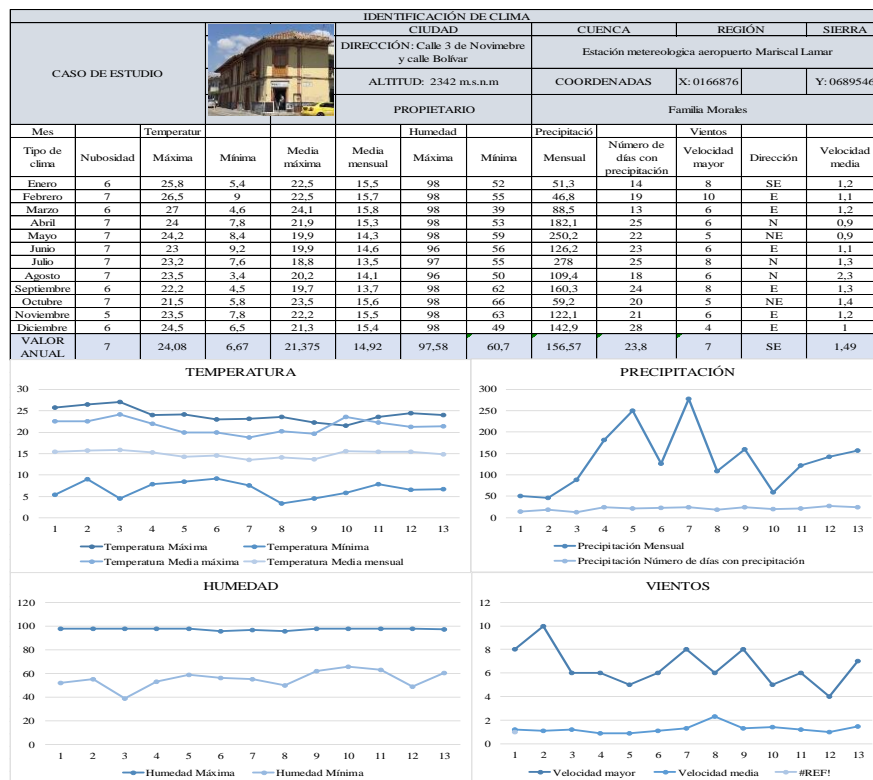 IDENTIFICACIÓN DE CLIMA
CASO DE ESTUDIO
CIUDAD CUENCA REGIÓN SIERRA
DIRECCIÓN: Calle 3 de Novimebre
y calle Bolívar
Estación metereologica aeropuerto Mariscal Lamar
ALTITUD: 2342 m.s.n.m COORDENADAS X: 0166876 Y: 0689546
PROPIETARIO Familia Morales
Mes Temperatur Humedad Precipitació Vientos
Tipo de clima Nubosidad Máxima Mínima Media máxima Media mensual Máxima Mínima Mensual Número de días con precipitación Velocidad mayor Dirección Velocidad media
Enero 6 25,8 5,4 22,5 15,5 98 52 51,3 14 8 SE 1,2
Febrero 7 26,5 9 22,5 15,7 98 55 46,8 19 10 E 1,1
Marzo 6 27 4,6 24,1 15,8 98 39 88,5 13 6 E 1,2
Abril 7 24 7,8 21,9 15,3 98 53 182,1 25 6 N 0,9
Mayo 7 24,2 8,4 19,9 14,3 98 59 250,2 22 5 NE 0,9
Junio 7 23 9,2 19,9 14,6 96 56 126,2 23 6 E 1,1
Julio 7 23,2 7,6 18,8 13,5 97 55 278 25 8 N 1,3
Agosto 7 23,5 3,4 20,2 14,1 96 50 109,4 18 6 N 2,3
Septiembre 6 22,2 4,5 19,7 13,7 98 62 160,3 24 8 E 1,3
Octubre 7 21,5 5,8 23,5 15,6 98 66 59,2 20 5 NE 1,4
Noviembre 5 23,5 7,8 22,2 15,5 98 63 122,1 21 6 E 1,2
Diciembre 6 24,5 6,5 21,3 15,4 98 49 142,9 28 4 E 1
VALOR ANUAL 7 24,08 6,67 21,375 14,92 97,58 60,7 156,57 23,8 7 SE 1,49
TEMPERATURA
30
25
20
15
10
5
0
1 2 3 4 5 6 7 8 9 10 11 12 13
Temperatura Máxima Temperatura Mínima
Temperatura Media máxima Temperatura Media mensual
PRECIPITACIÓN
300
250
200
150
100
50
0
1 2 3 4 5 6 7 8 9 10 11 12 13
Precipitación Mensual
Precipitación Número de días con precipitación
HUMEDAD
120
100
80
60
40
20
0
1 2 3 4 5 6 7 8 9 10 11 12 13
Humedad Máxima Humedad Mínima
VIENTOS
12
10
8
6
4
2
0
1 2 3 4 5 6 7 8 9 10 11 12 13
Velocidad mayor Velocidad media #REF!